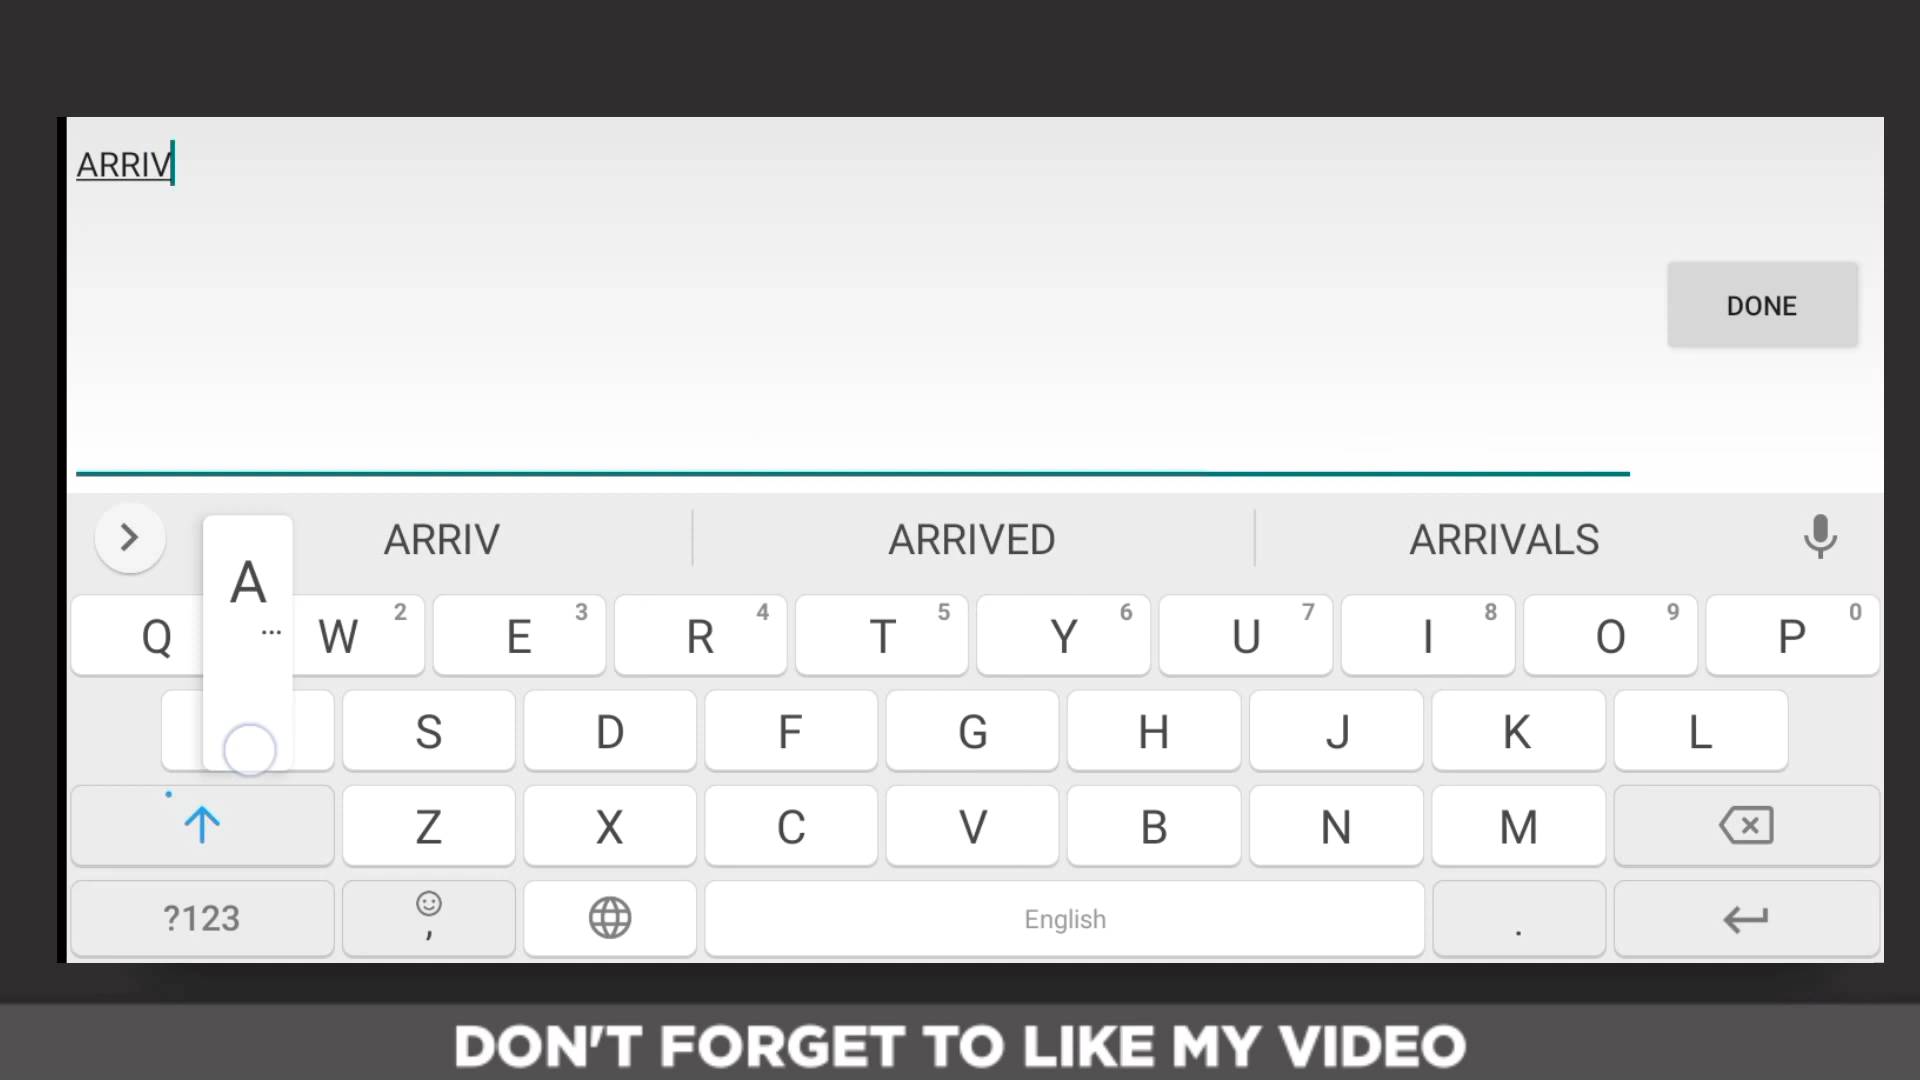 ARRIV
DONE
ARRIV ARRIVED ARRIVALS
A
...
Q W 2 E 3 R 4 T 5 Y 6 U 7 I 8 O 9 P 0
S D F G H J K L
Z X C V B N M
?123 , English .
DON'T FORGET TO LIKE MY VIDEO